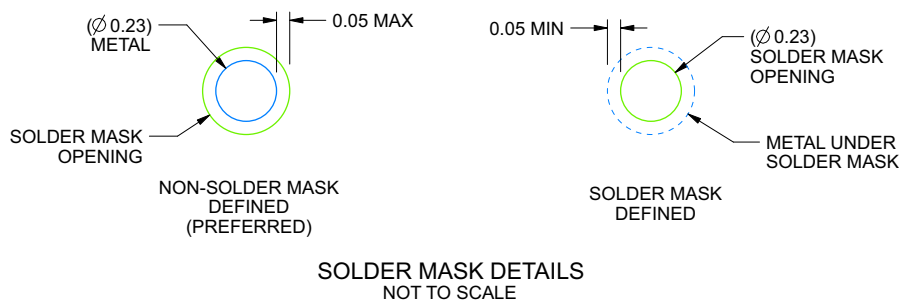 (Ø 0.23)
METAL
0.05 MAX
SOLDER MASK
OPENING
NON-SOLDER MASK
DEFINED
(PREFERRED)
0.05 MIN
(Ø 0.23)
SOLDER MASK
OPENING
METAL UNDER
SOLDER MASK
SOLDER MASK
DEFINED
SOLDER MASK DETAILS
NOT TO SCALE